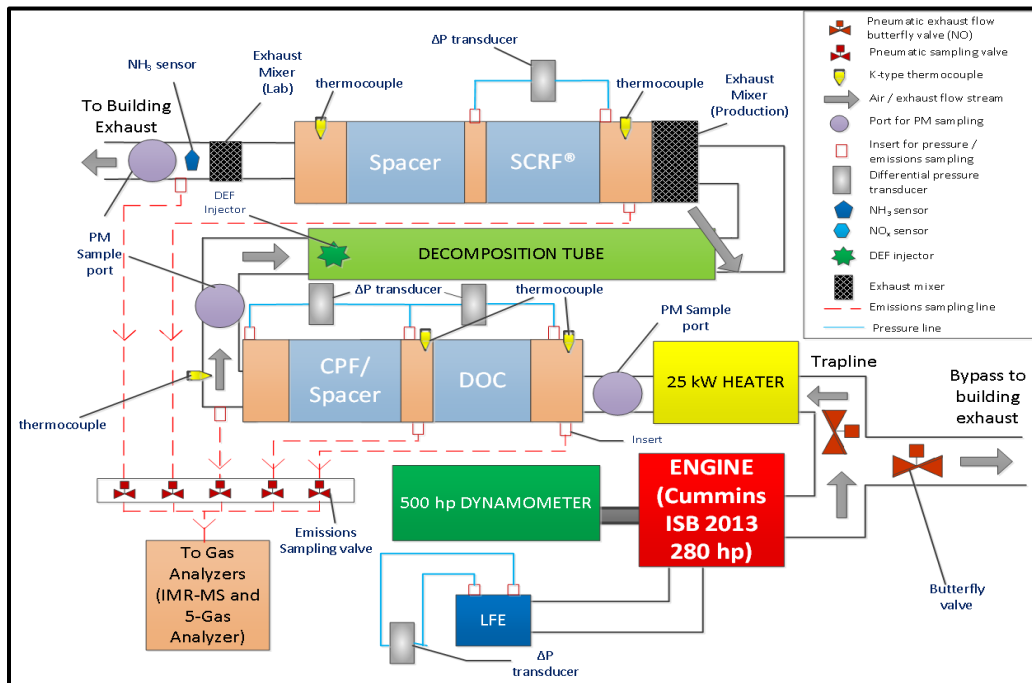 ΔP transducer
NH₃ sensor
Exhaust
Mixer
(Lab)
thermocouple
thermocouple
Exhaust
Mixer
(Production)
To Building
Exhaust
Spacer
SCRF®
DEF
Injector
PM
Sample
port
DECOMPOSITION TUBE
ΔP transducer
thermocouple
PM Sample
port
CPF/
Spacer
DOC
25 kW HEATER
Trapline
Bypass to
building
exhaust
thermocouple
Insert
500 hp DYNAMOMETER
ENGINE
(Cummins
ISB 2013
280 hp)
Emissions
Sampling valve
To Gas
Analyzers
(IMR-MS and
5-Gas
Analyzer)
LFE
ΔP
transducer
Butterfly
valve
Pneumatic exhaust flow
butterfly valve (NO)
Pneumatic sampling valve
K-type thermocouple
Air / exhaust flow stream
Port for PM sampling
Insert for pressure /
emissions sampling
Differential pressure
transducer
NH₃ sensor
NOₓ sensor
DEF injector
Exhaust mixer
Emissions sampling line
Pressure line